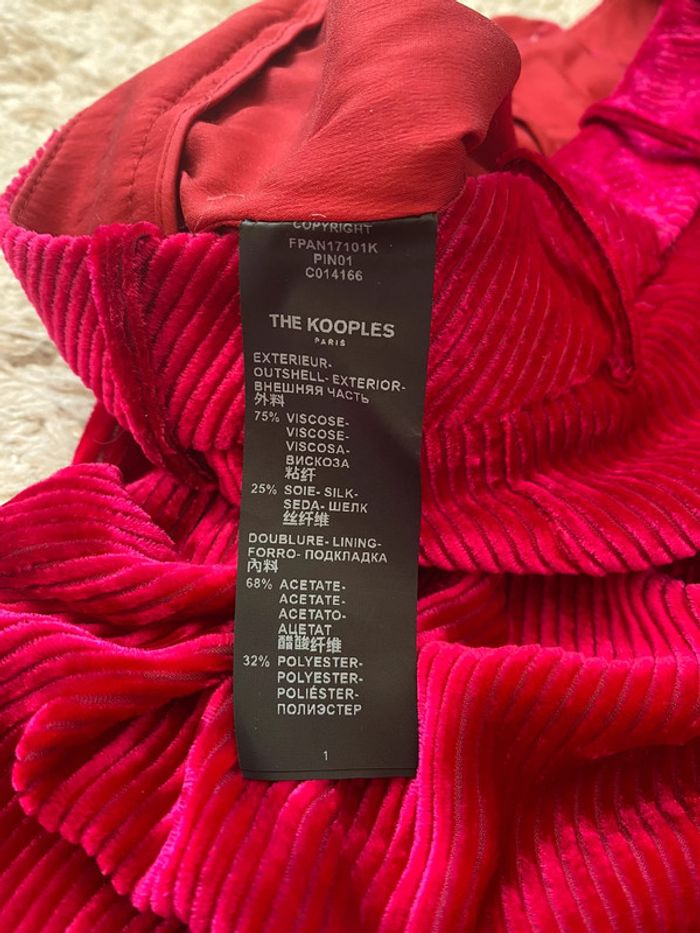 COPYRIGHT
FPAN17101K
PIN01
C014166
THE KOOPLES
PARIS
EXTERIEUR-
OUTSHELL- EXTERIOR-
ВНЕШНЯЯ ЧАСТЬ
外料
75% VISCOSE-
VISCOSE-
VISCOSA-
ВИСКОЗА
粘纤
25% SOIE- SILK-
SEDA- ШЕЛК
丝纤维
DOUBLURE- LINING-
FORRO- ПОДКЛАДКА
內料
68% ACETATE-
ACETATE-
ACETATO-
АЦЕТАТ
醋酸纤维
32% POLYESTER-
POLYESTER-
POLIÉSTER-
ПОЛИЭСТЕР
1